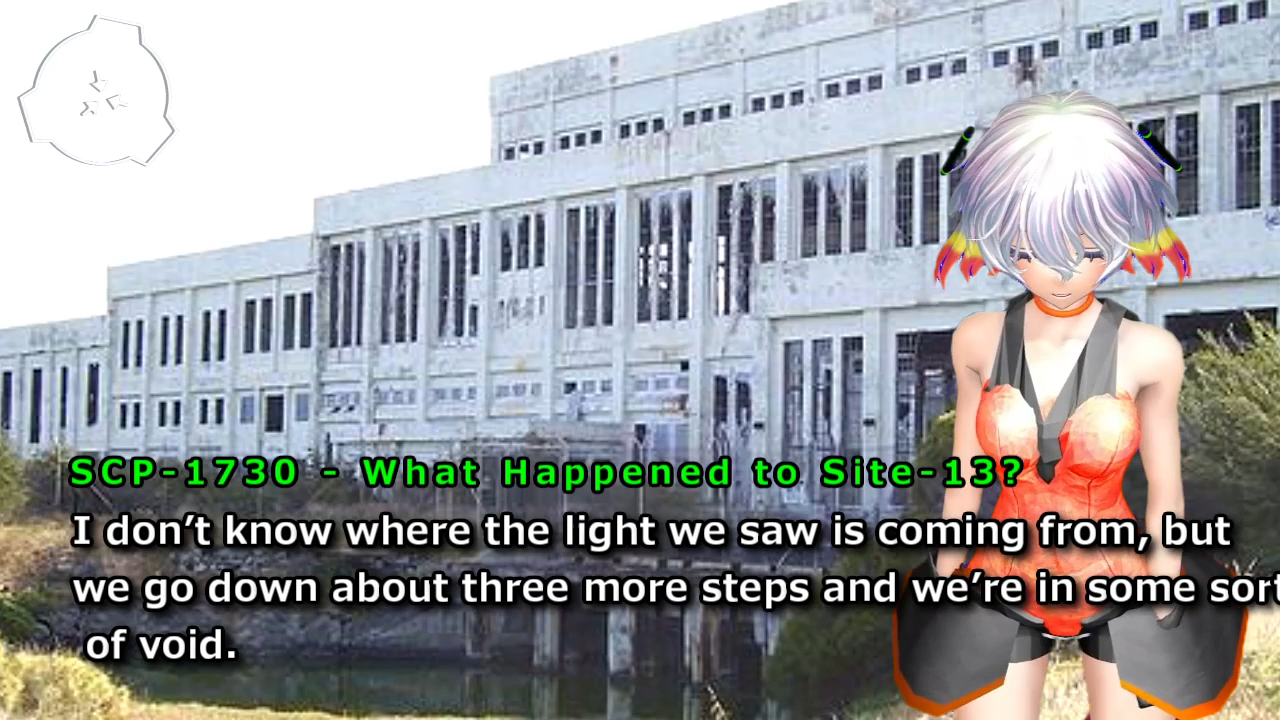 SCP-1730 - What Happened to Site-13?
I don’t know where the light we saw is coming from, but
we go down about three more steps and we’re in some sort
of void.